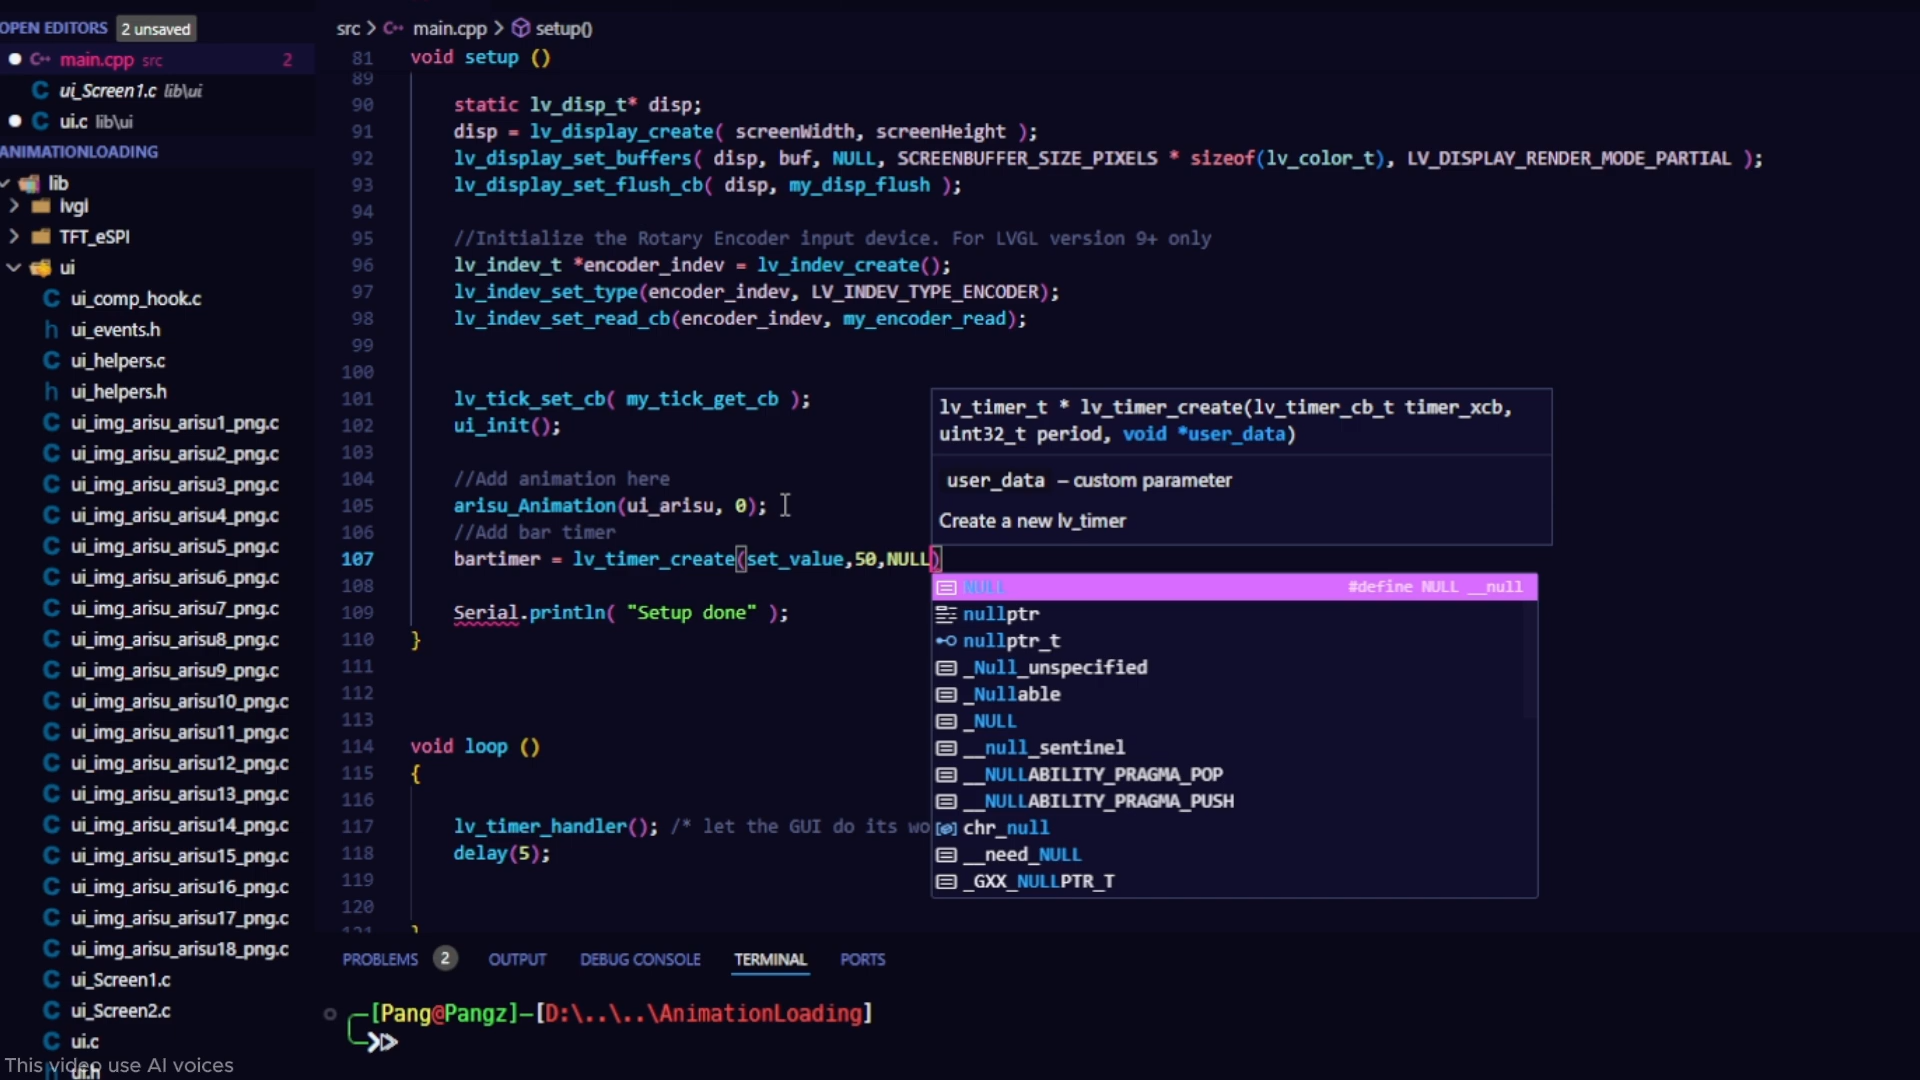 OPEN EDITORS 2 unsaved
main.cpp src 2
ui_Screen1.c lib\ui
ui.c lib\ui
ANIMATIONLOADING
lib
lvgl
TFT_eSPI
ui
ui_comp_hook.c
ui_events.h
ui_helpers.c
ui_helpers.h
ui_img_arisu_arisu1_png.c
ui_img_arisu_arisu2_png.c
ui_img_arisu_arisu3_png.c
ui_img_arisu_arisu4_png.c
ui_img_arisu_arisu5_png.c
ui_img_arisu_arisu6_png.c
ui_img_arisu_arisu7_png.c
ui_img_arisu_arisu8_png.c
ui_img_arisu_arisu9_png.c
ui_img_arisu_arisu10_png.c
ui_img_arisu_arisu11_png.c
ui_img_arisu_arisu12_png.c
ui_img_arisu_arisu13_png.c
ui_img_arisu_arisu14_png.c
ui_img_arisu_arisu15_png.c
ui_img_arisu_arisu16_png.c
ui_img_arisu_arisu17_png.c
ui_img_arisu_arisu18_png.c
ui_Screen1.c
ui_Screen2.c
ui.c
ui.h
This video use AI voices
src > C++ main.cpp > setup()
81 void setup ()
89
90 static lv_disp_t* disp;
91 disp = lv_display_create( screenWidth, screenHeight );
92 lv_display_set_buffers( disp, buf, NULL, SCREENBUFFER_SIZE_PIXELS * sizeof(lv_color_t), LV_DISPLAY_RENDER_MODE_PARTIAL );
93 lv_display_set_flush_cb( disp, my_disp_flush );
94
95 //Initialize the Rotary Encoder input device. For LVGL version 9+ only
96 lv_indev_t *encoder_indev = lv_indev_create();
97 lv_indev_set_type(encoder_indev, LV_INDEV_TYPE_ENCODER);
98 lv_indev_set_read_cb(encoder_indev, my_encoder_read);
99
100
101 lv_tick_set_cb( my_tick_get_cb );
102 ui_init();
103
104 //Add animation here
105 arisu_Animation(ui_arisu, 0);
106 //Add bar timer
107 bartimer = lv_timer_create(set_value,50,NULL)
108
109 Serial.println( "Setup done" );
110 }
111
112
113
114 void loop ()
115 {
116
117 lv_timer_handler(); /* let the GUI do its wo
118 delay(5);
119
120
121 }
lv_timer_t * lv_timer_create(lv_timer_cb_t timer_xcb,
uint32_t period, void *user_data)
user_data – custom parameter
Create a new lv_timer
NULL #define NULL __null
nullptr
nullptr_t
_Null_unspecified
_Nullable
_NULL
__null_sentinel
__NULLABILITY_PRAGMA_POP
__NULLABILITY_PRAGMA_PUSH
chr_null
__need_NULL
_GXX_NULLPTR_T
PROBLEMS 2 OUTPUT DEBUG CONSOLE TERMINAL PORTS
[Pang@Pangz]-[D:\..\..\AnimationLoading]